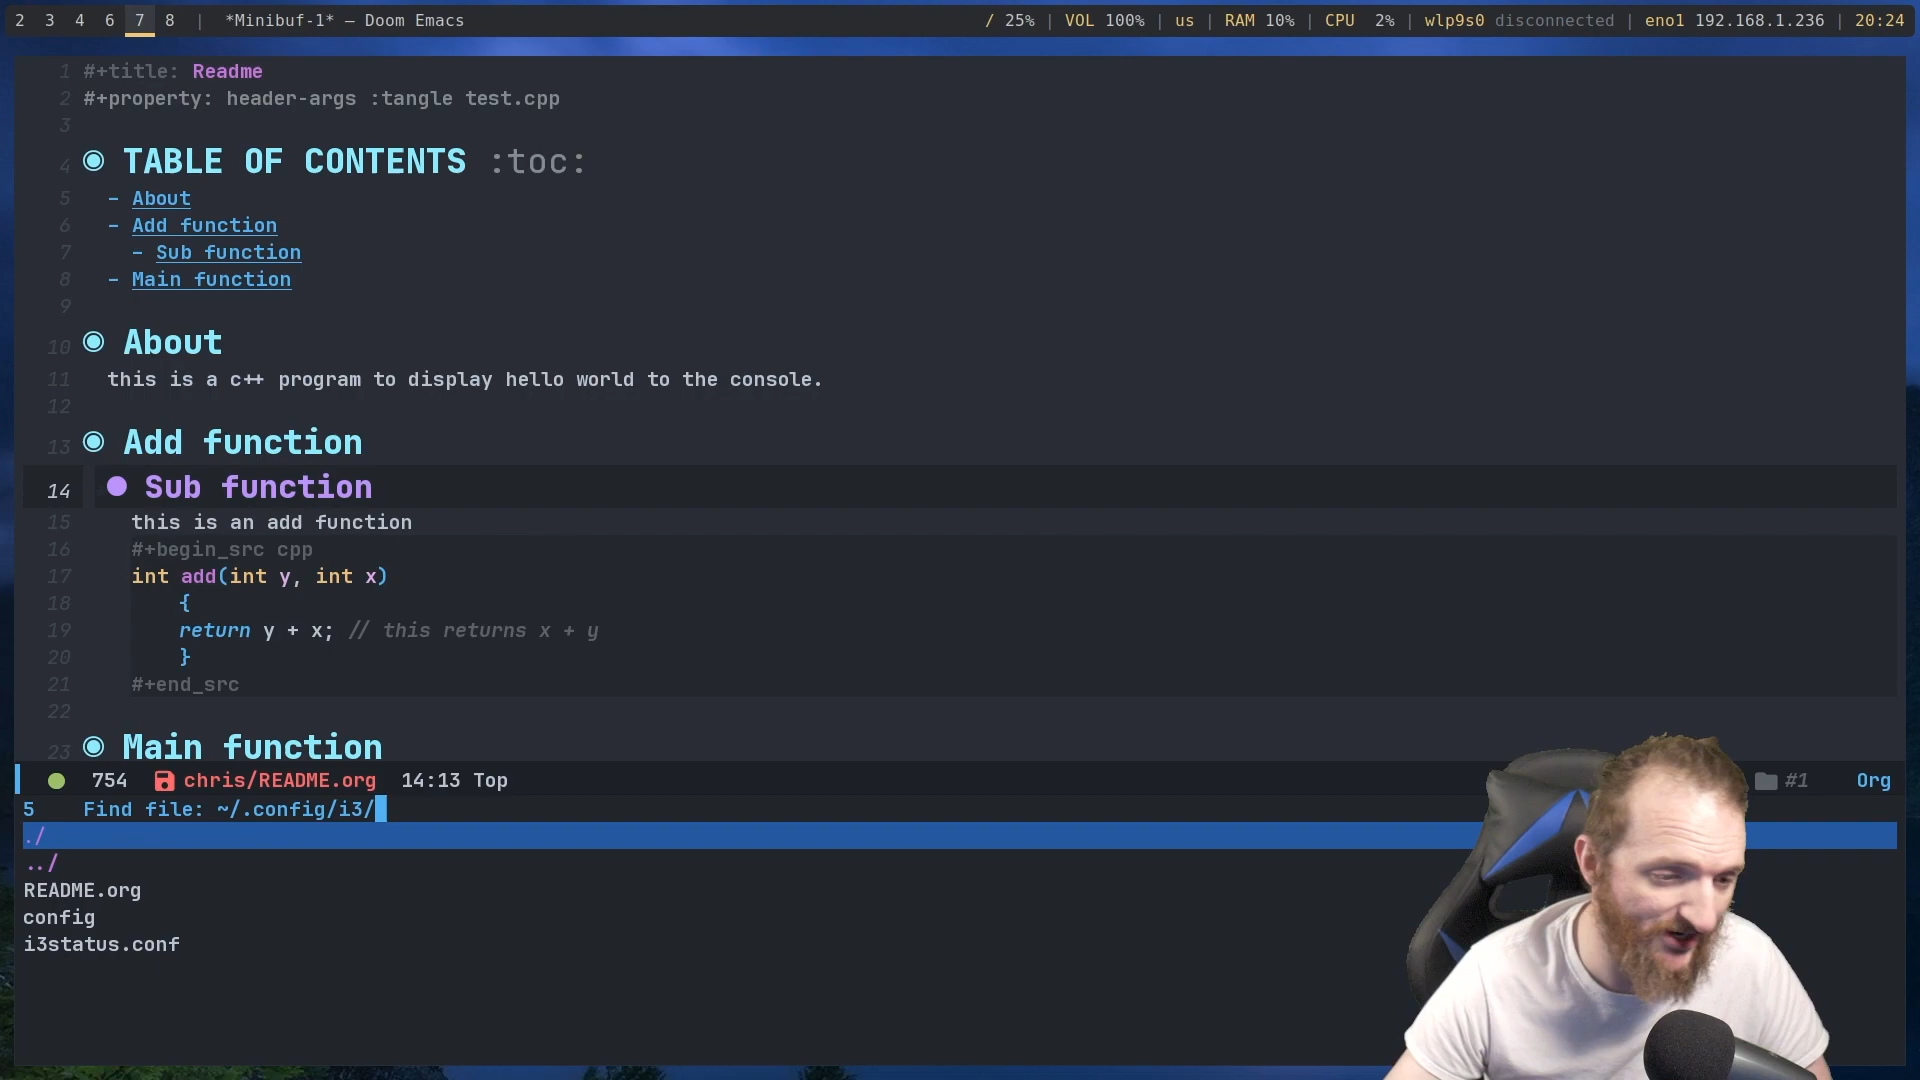 2 3 4 6 7 8 | *Minibuf-1* — Doom Emacs / 25% | VOL 100% | us | RAM 10% | CPU 2% | wlp9s0 disconnected | eno1 192.168.1.236 | 20:24
1 #+title: Readme
2 #+property: header-args :tangle test.cpp
3
4 TABLE OF CONTENTS :toc:
5 - About
6 - Add function
7 - Sub function
8 - Main function
9
10 About
11 this is a c++ program to display hello world to the console.
12
13 Add function
14 Sub function
15 this is an add function
16 #+begin_src cpp
17 int add(int y, int x)
18 {
19 return y + x; // this returns x + y
20 }
21 #+end_src
22
23 Main function
754 chris/README.org 14:13 Top #1 Org
5 Find file: ~/.config/i3/
./
../
README.org
config
i3status.conf